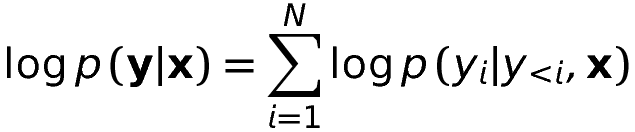 log p (y|x) = ∑_{i=1}^{N} log p (y_i|y_{<i}, x)